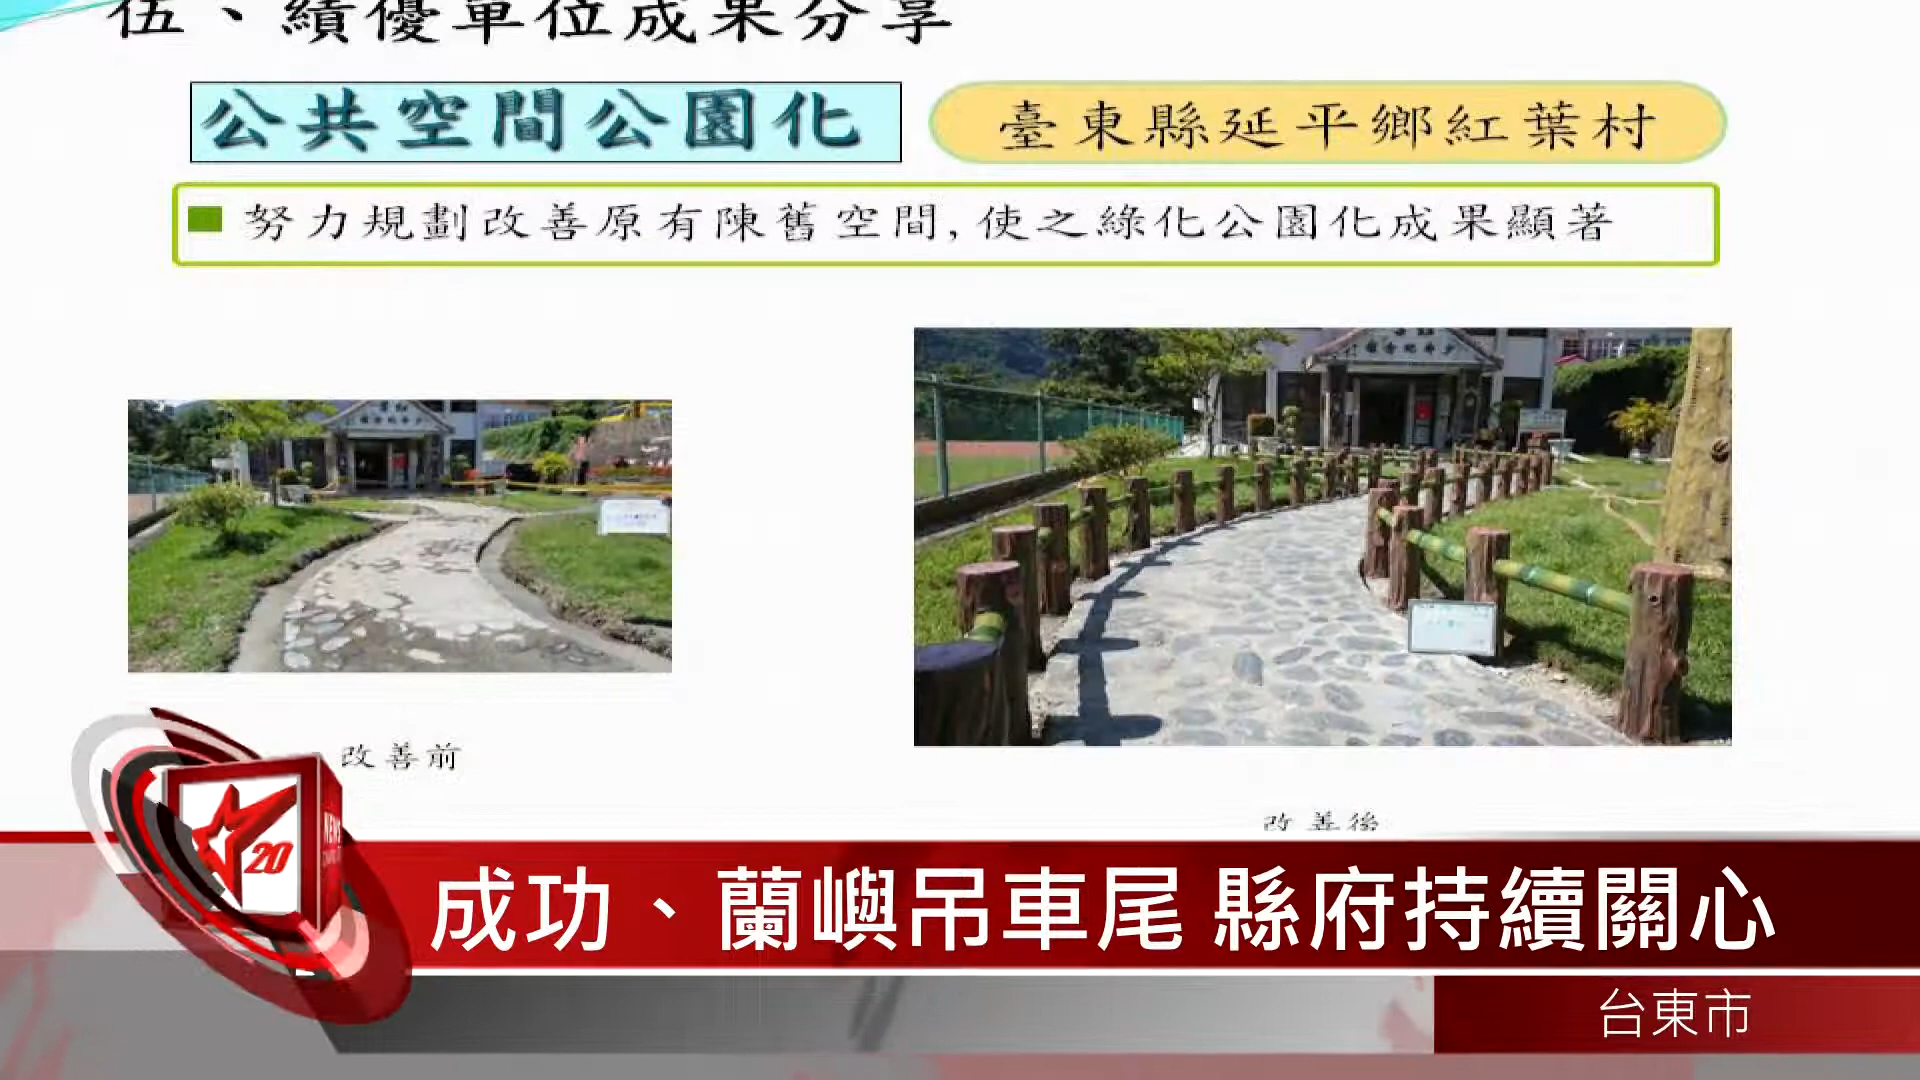 伍、績優單位成果分享
公共空間公園化
臺東縣延平鄉紅葉村
努力規劃改善原有陳舊空間,使之綠化公園化成果顯著
改善前
改善後
20
NEWS
成功、蘭嶼吊車尾 縣府持續關心
台東市